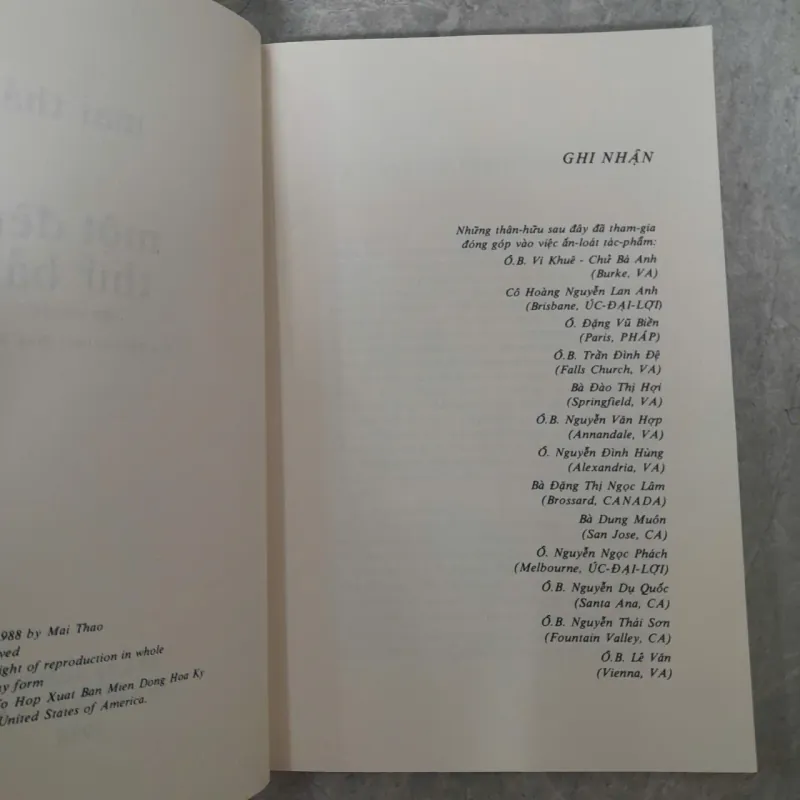 988 by Mai Thao
ved
ight of reproduction in whole
ny form
o Hop Xuat Ban Mien Dong Hoa Ky
United States of America.
GHI NHẬN
Những thân-hữu sau đây đã tham-gia
đóng góp vào việc ấn-loát tác-phẩm:
Ô.B. Vi Khuê - Chử Bá Anh
(Burke, VA)
Cô Hoàng Nguyễn Lan Anh
(Brisbane, ÚC-ĐẠI-LỢI)
Ô. Đặng Vũ Biền
(Paris, PHÁP)
Ô.B. Trần Đình Đệ
(Falls Church, VA)
Bà Đào Thị Hợi
(Springfield, VA)
Ô.B. Nguyễn Văn Hợp
(Annandale, VA)
Ô. Nguyễn Đình Hùng
(Alexandria, VA)
Bà Đặng Thị Ngọc Lâm
(Brossard, CANADA)
Bà Dung Muôn
(San Jose, CA)
Ô. Nguyễn Ngọc Phách
(Melbourne, ÚC-ĐẠI-LỢI)
Ô.B. Nguyễn Dụ Quốc
(Santa Ana, CA)
Ô.B. Nguyễn Thái Sơn
(Fountain Valley, CA)
Ô.B. Lê Văn
(Vienna, VA)